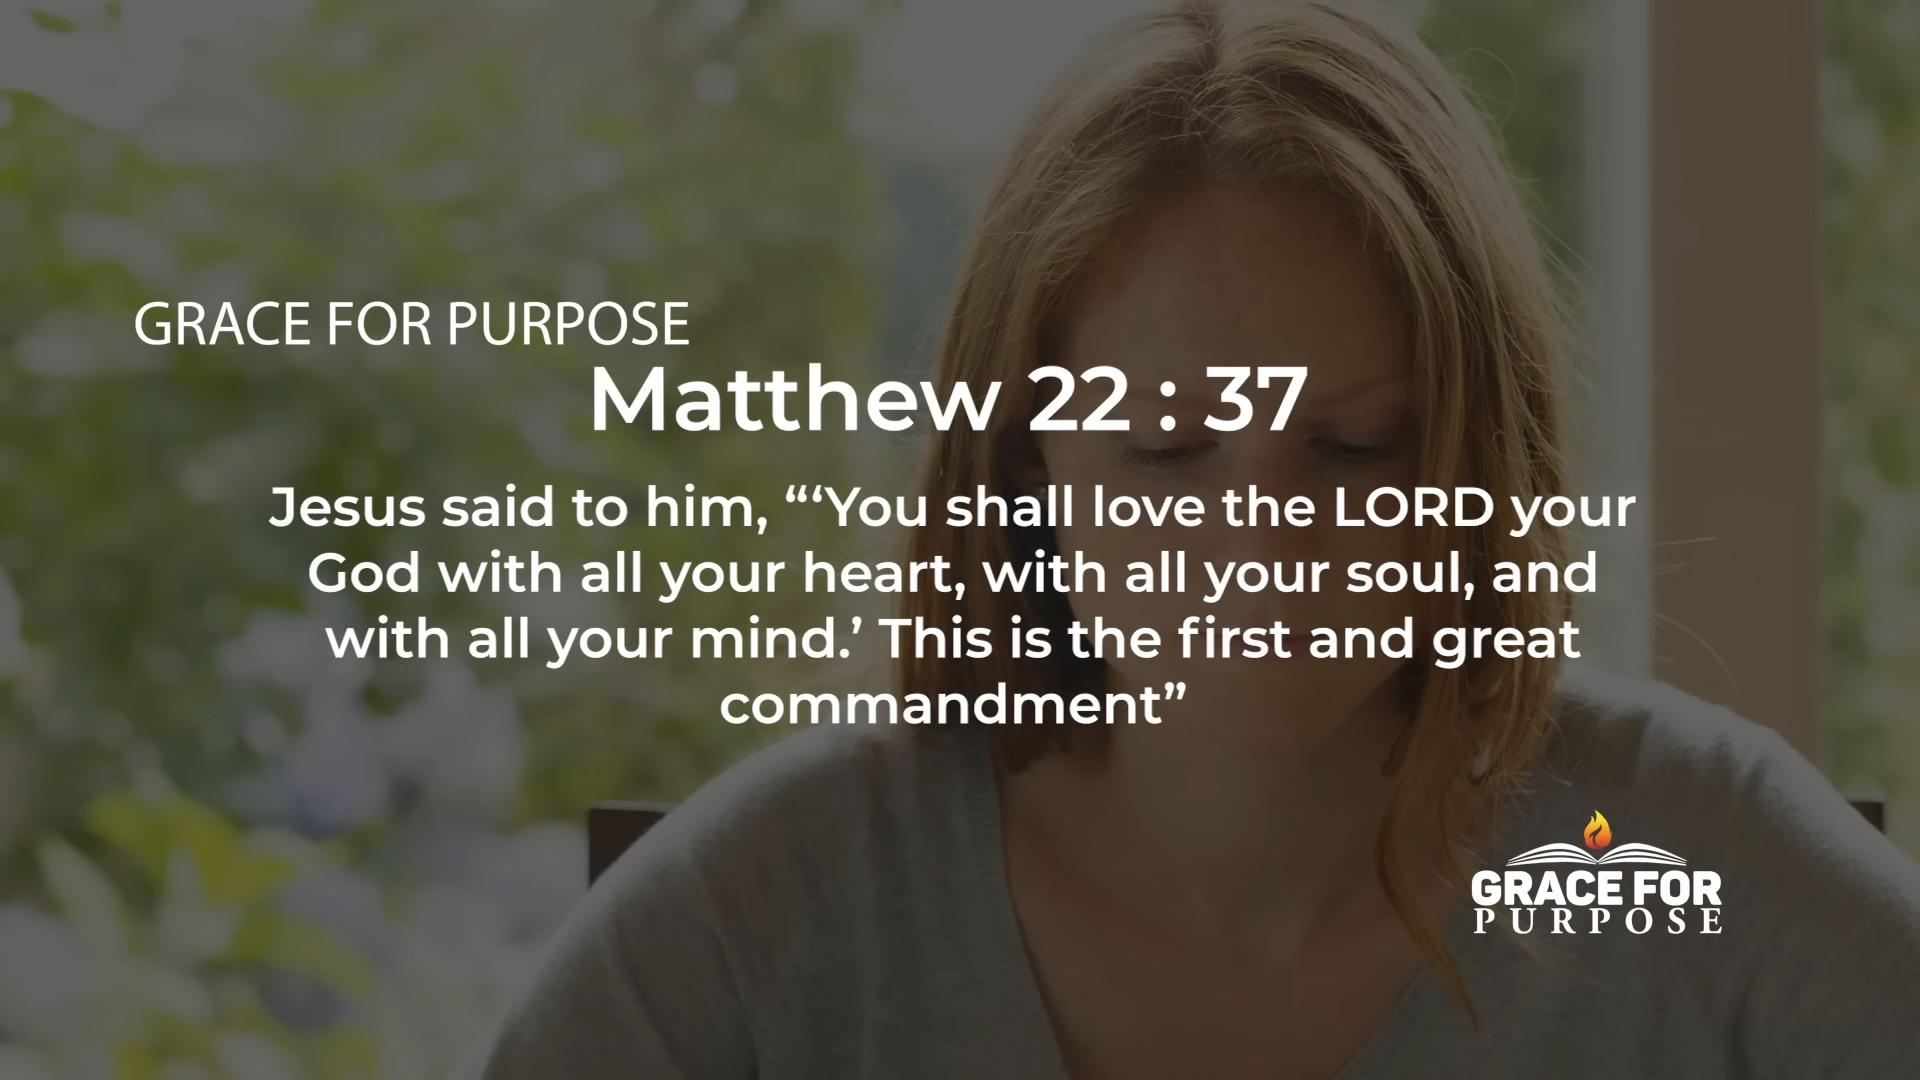 GRACE FOR PURPOSE
Matthew 22 : 37
Jesus said to him, “‘You shall love the LORD your
God with all your heart, with all your soul, and
with all your mind.’ This is the first and great
commandment”
GRACE FOR
PURPOSE